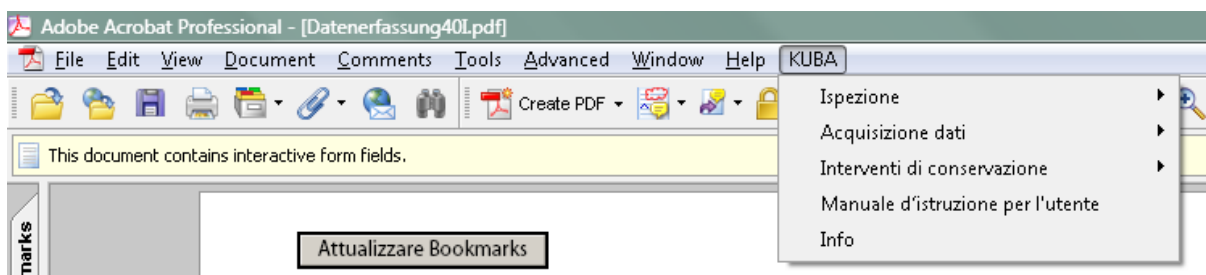 Adobe Acrobat Professional - [Datenerfassung40I.pdf]
File Edit View Document Comments Tools Advanced Window Help KUBA
Create PDF
Ispezione
Acquisizione dati
Interventi di conservazione
Manuale d'istruzione per l'utente
Info
This document contains interactive form fields.
Attualizzare Bookmarks